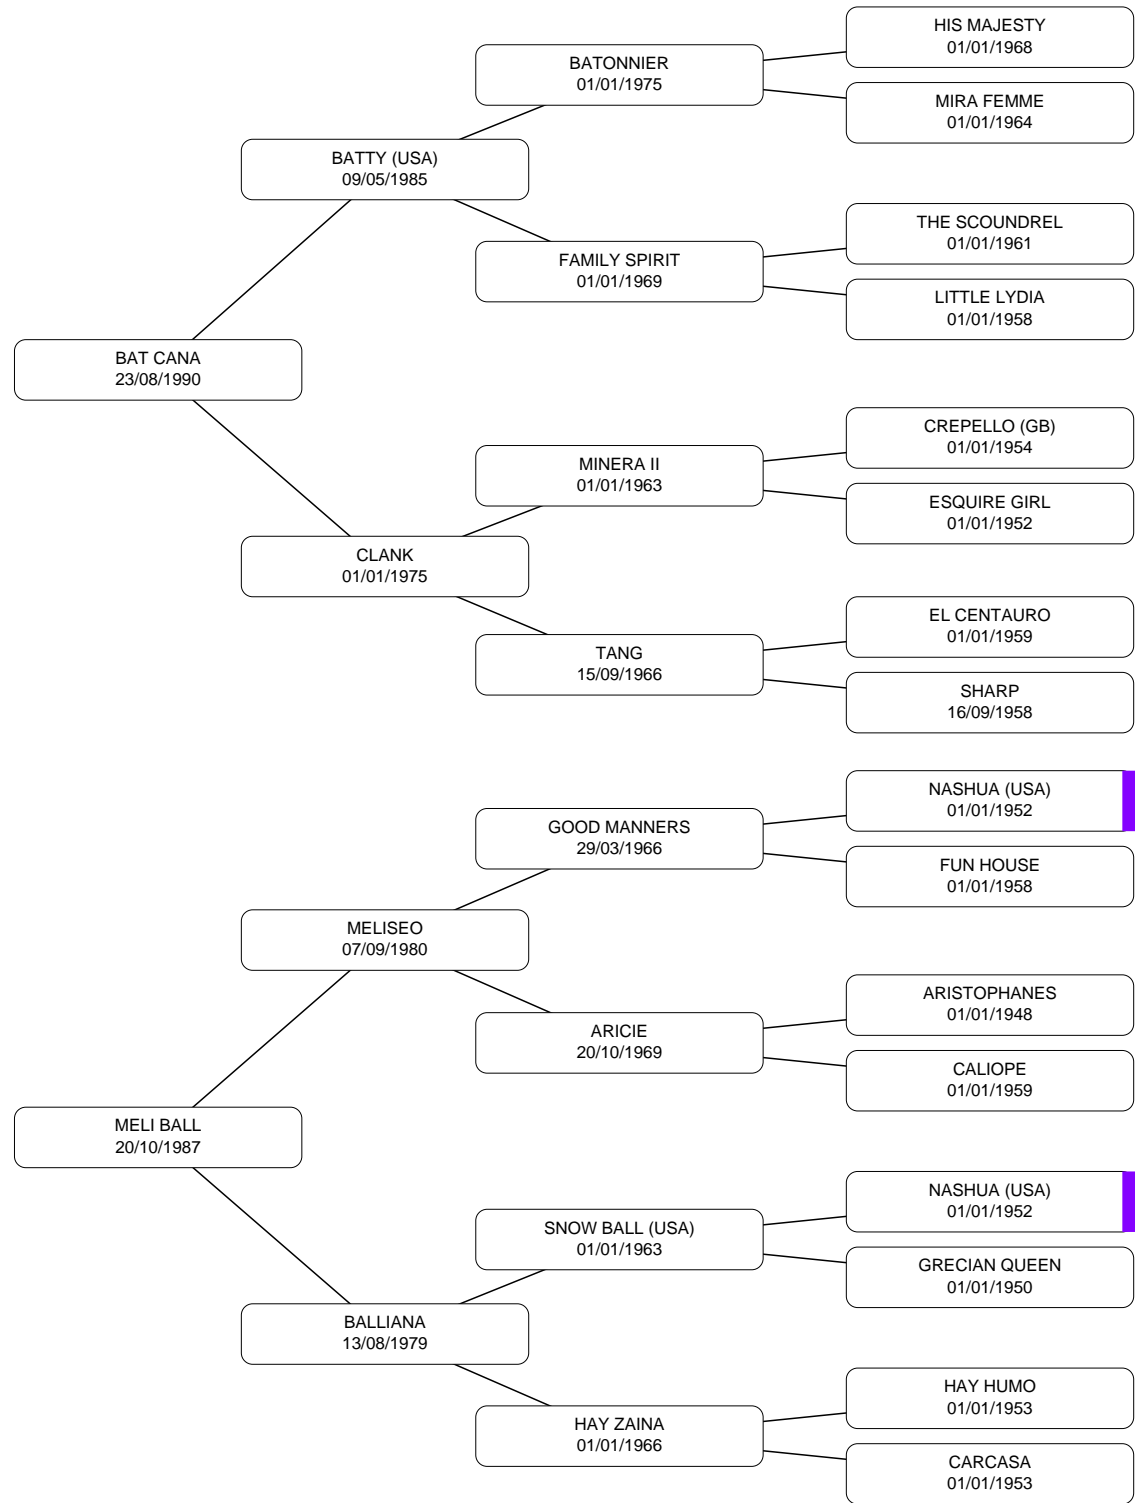 HIS MAJESTY
01/01/1968
BATONNIER
01/01/1975
MIRA FEMME
01/01/1964
BATTY (USA)
09/05/1985
THE SCOUNDREL
01/01/1961
FAMILY SPIRIT
01/01/1969
LITTLE LYDIA
01/01/1958
BAT CANA
23/08/1990
CREPELLO (GB)
01/01/1954
MINERA II
01/01/1963
ESQUIRE GIRL
01/01/1952
CLANK
01/01/1975
EL CENTAURO
01/01/1959
TANG
15/09/1966
SHARP
16/09/1958
NASHUA (USA)
01/01/1952
GOOD MANNERS
29/03/1966
FUN HOUSE
01/01/1958
MELISEO
07/09/1980
ARISTOPHANES
01/01/1948
ARICIE
20/10/1969
CALIOPE
01/01/1959
MELI BALL
20/10/1987
NASHUA (USA)
01/01/1952
SNOW BALL (USA)
01/01/1963
GRECIAN QUEEN
01/01/1950
BALLIANA
13/08/1979
HAY HUMO
01/01/1953
HAY ZAINA
01/01/1966
CARCASA
01/01/1953